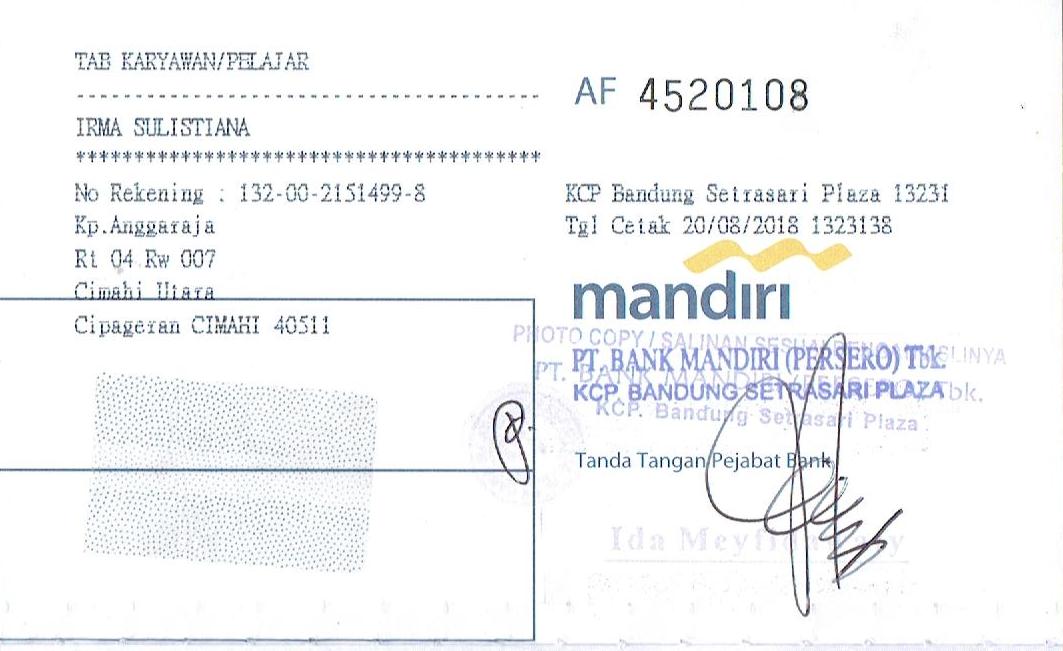 TAB KARYAWAN/PELAJAR
----------------------------------------
IRMA SULISTIANA
****************************************
No Rekening : 132-00-2151499-8
Kp.Anggaraja
Rt 04 Rw 007
Cimahi Utara
Cipageran CIMAHI 40511
AF 4520108
KCP Bandung Setrasari Plaza 13231
Tgl Cetak 20/08/2018 1323138
mandiri
PHOTO COPY / SALINAN SESUAI DENGAN ASLINYA
PT. BANK MANDIRI (PERSERO) Tbk.
PT. BANK MANDIRI (PERSERO) Tbk.
KCP. BANDUNG SETRASARI PLAZA
KCP. Bandung Setrasari Plaza
Tanda Tangan Pejabat Bank
Ida